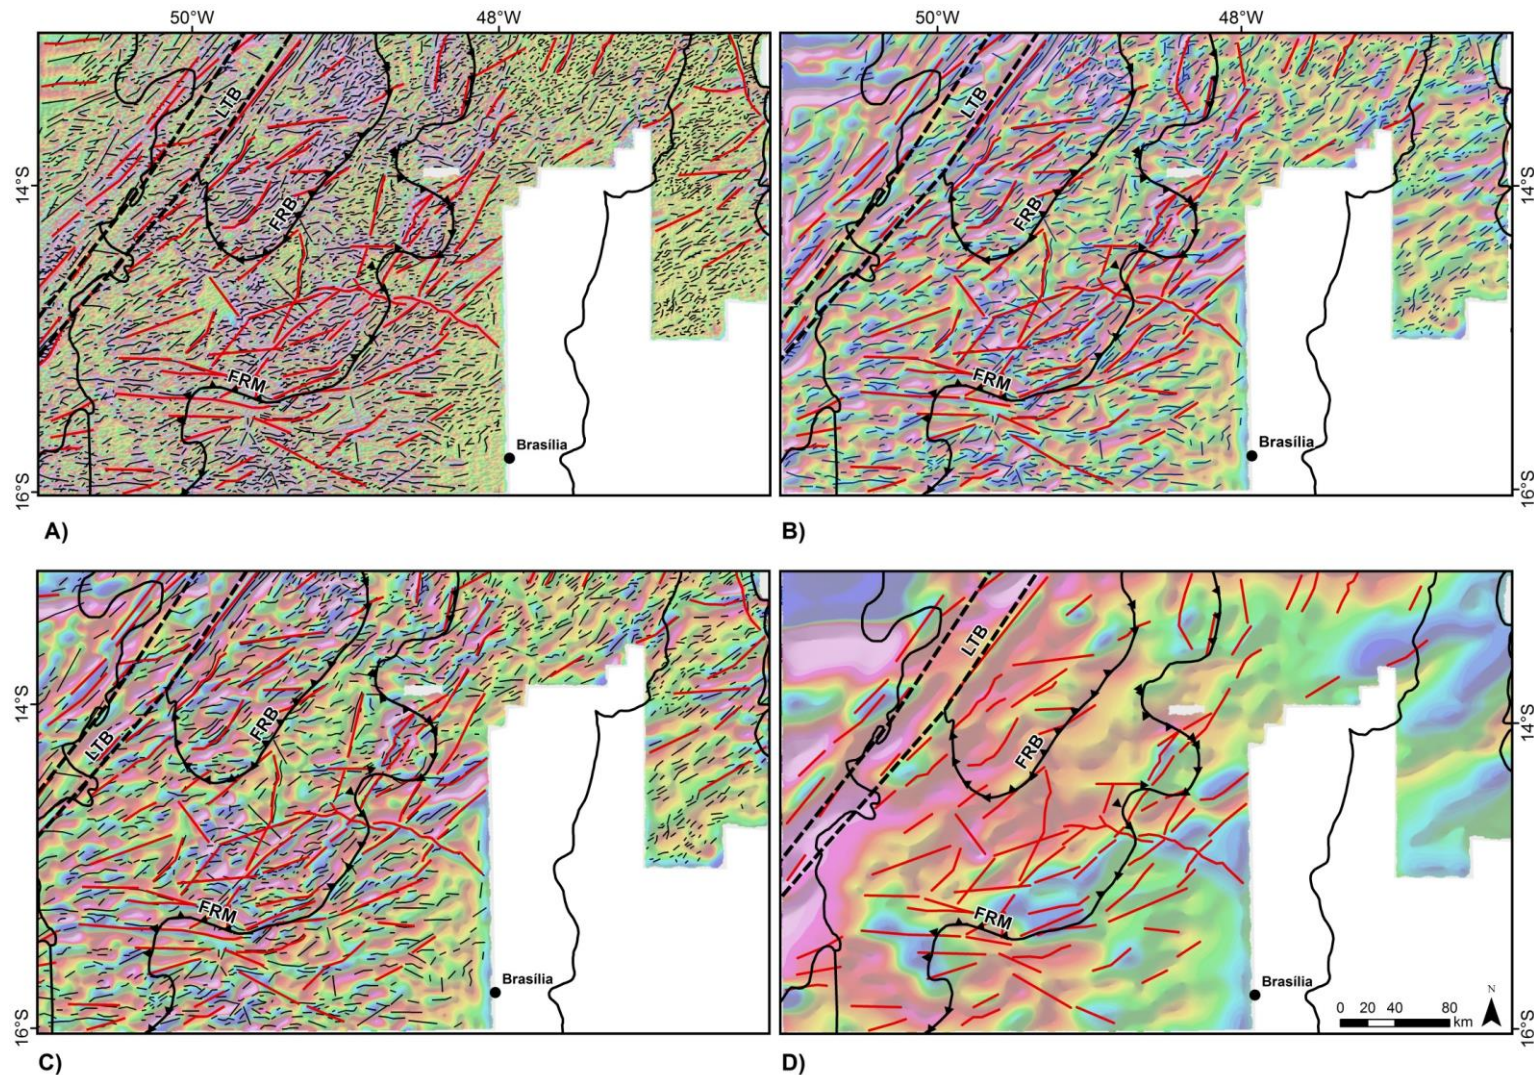 50°W 48°W 50°W 48°W
LTB
FRB
FRM
Brasília
14°S
16°S
A)
LTB
FRB
FRM
Brasília
14°S
16°S
B)
LTB
FRB
FRM
Brasília
14°S
16°S
C)
LTB
FRB
FRM
Brasília
N
0 20 40 80
km
14°S
16°S
D)